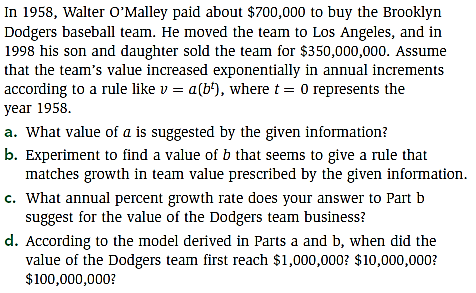 In 1958, Walter O’Malley paid about $700,000 to buy the Brooklyn
Dodgers baseball team. He moved the team to Los Angeles, and in
1998 his son and daughter sold the team for $350,000,000. Assume
that the team’s value increased exponentially in annual increments
according to a rule like v = a(bᵗ), where t = 0 represents the
year 1958.
a. What value of a is suggested by the given information?
b. Experiment to find a value of b that seems to give a rule that
matches growth in team value prescribed by the given information.
c. What annual percent growth rate does your answer to Part b
suggest for the value of the Dodgers team business?
d. According to the model derived in Parts a and b, when did the
value of the Dodgers team first reach $1,000,000? $10,000,000?
$100,000,000?